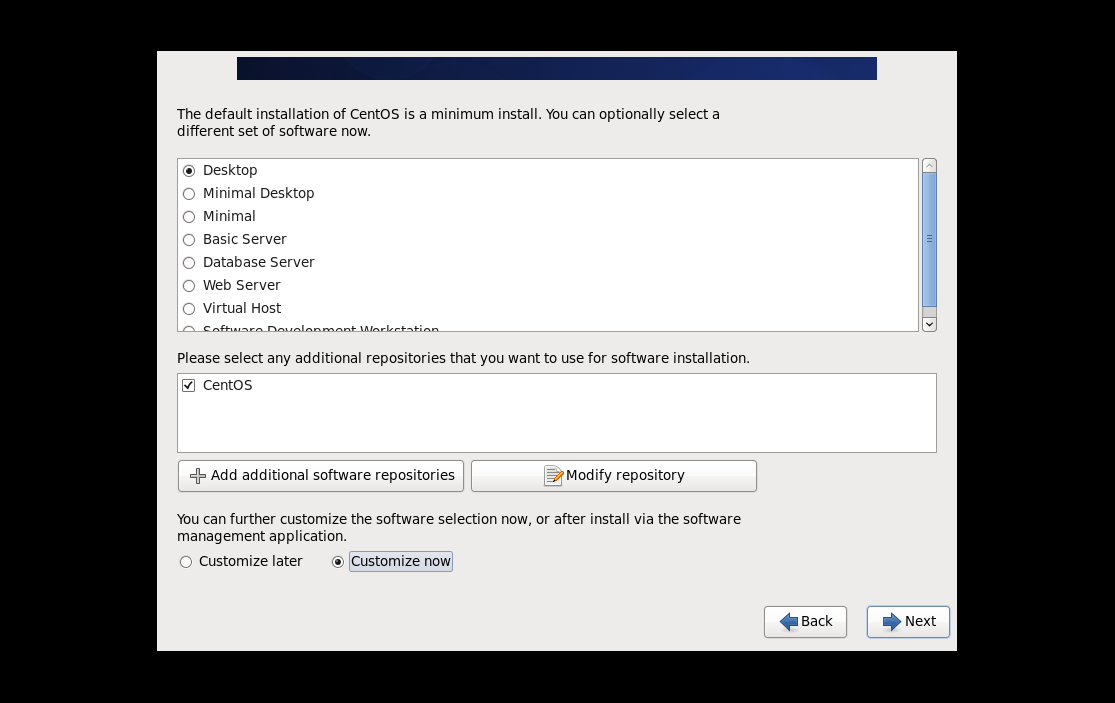 The default installation of CentOS is a minimum install. You can optionally select a
different set of software now.
Desktop
Minimal Desktop
Minimal
Basic Server
Database Server
Web Server
Virtual Host
Software Development Workstation
Please select any additional repositories that you want to use for software installation.
CentOS
Add additional software repositories
Modify repository
You can further customize the software selection now, or after install via the software
management application.
Customize later
Customize now
Back
Next